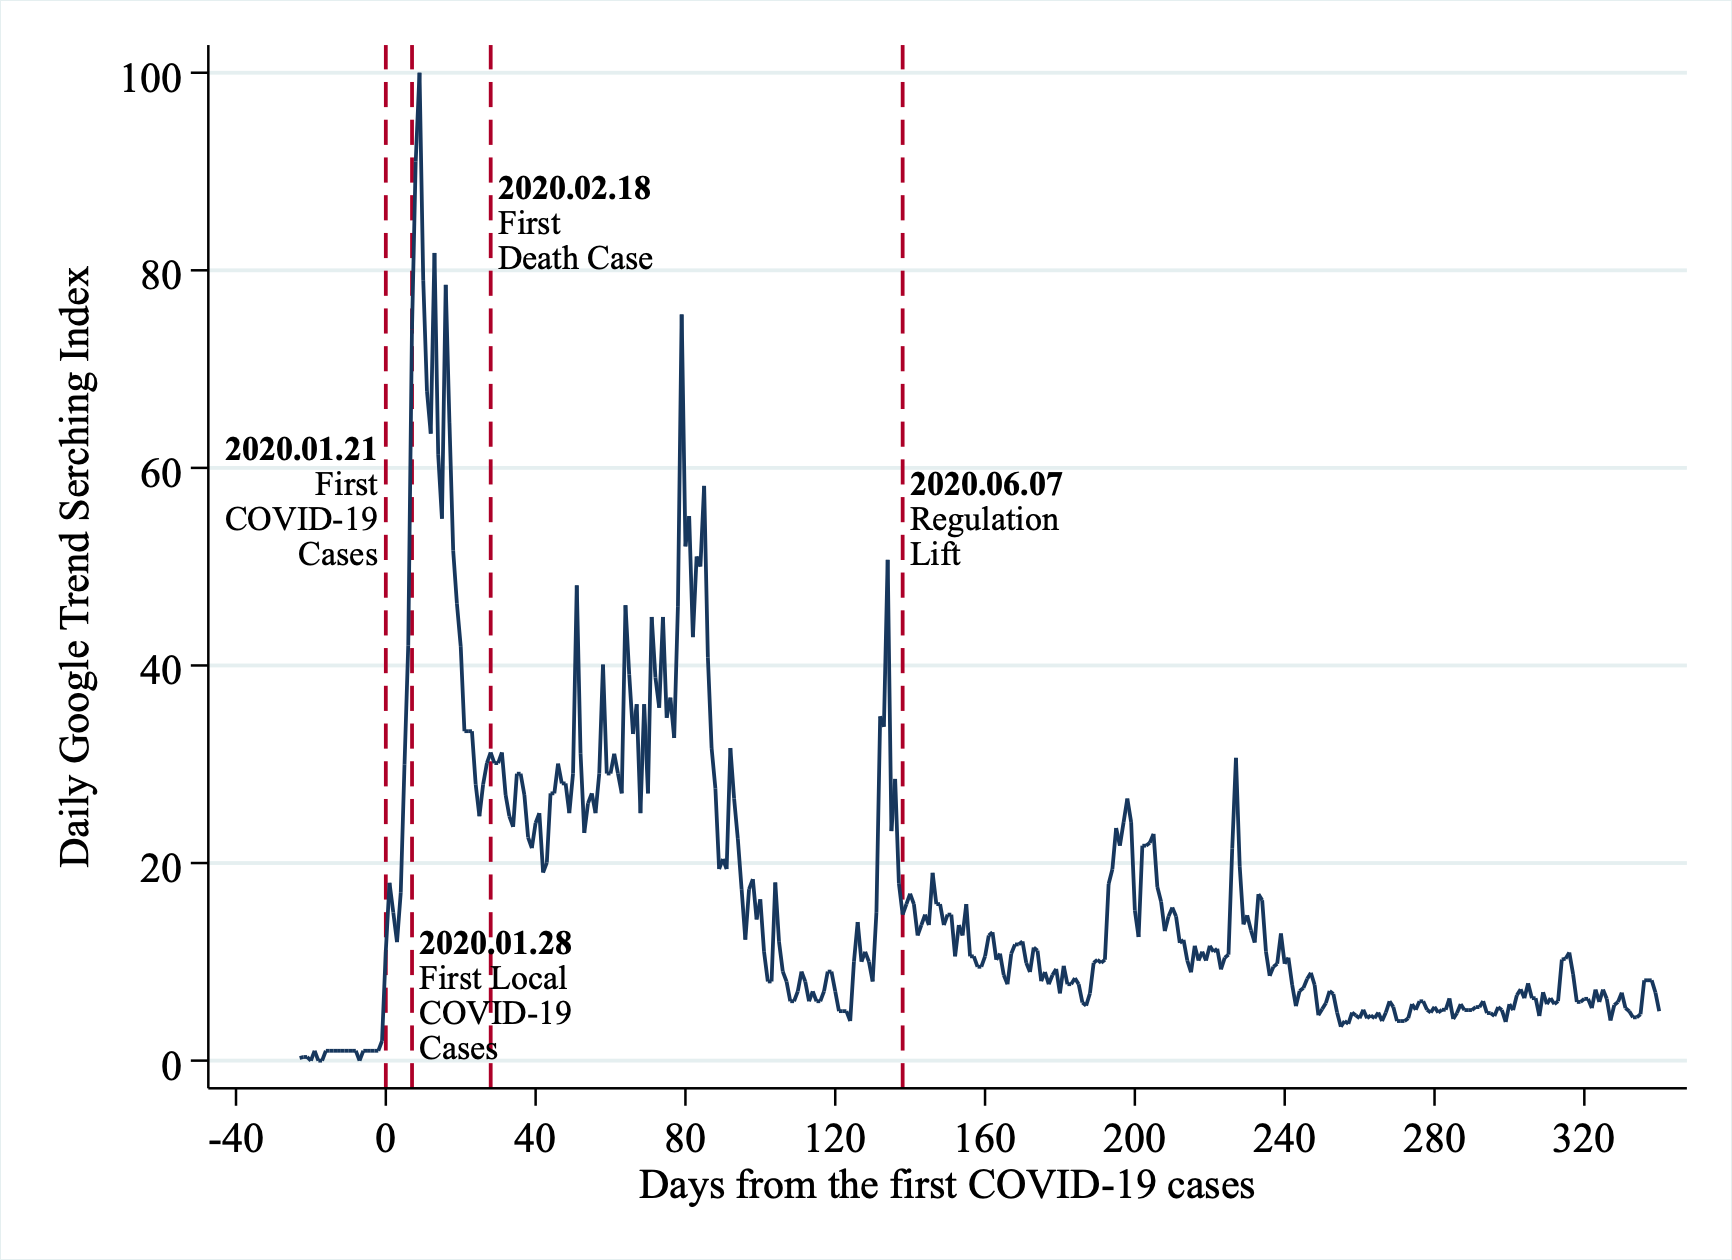 100
80
60
40
20
0
Daily Google Trend Serching Index
2020.01.21
First
COVID-19
Cases
2020.01.28
First Local
COVID-19
Cases
2020.02.18
First
Death Case
2020.06.07
Regulation
Lift
-40 0 40 80 120 160 200 240 280 320
Days from the first COVID-19 cases